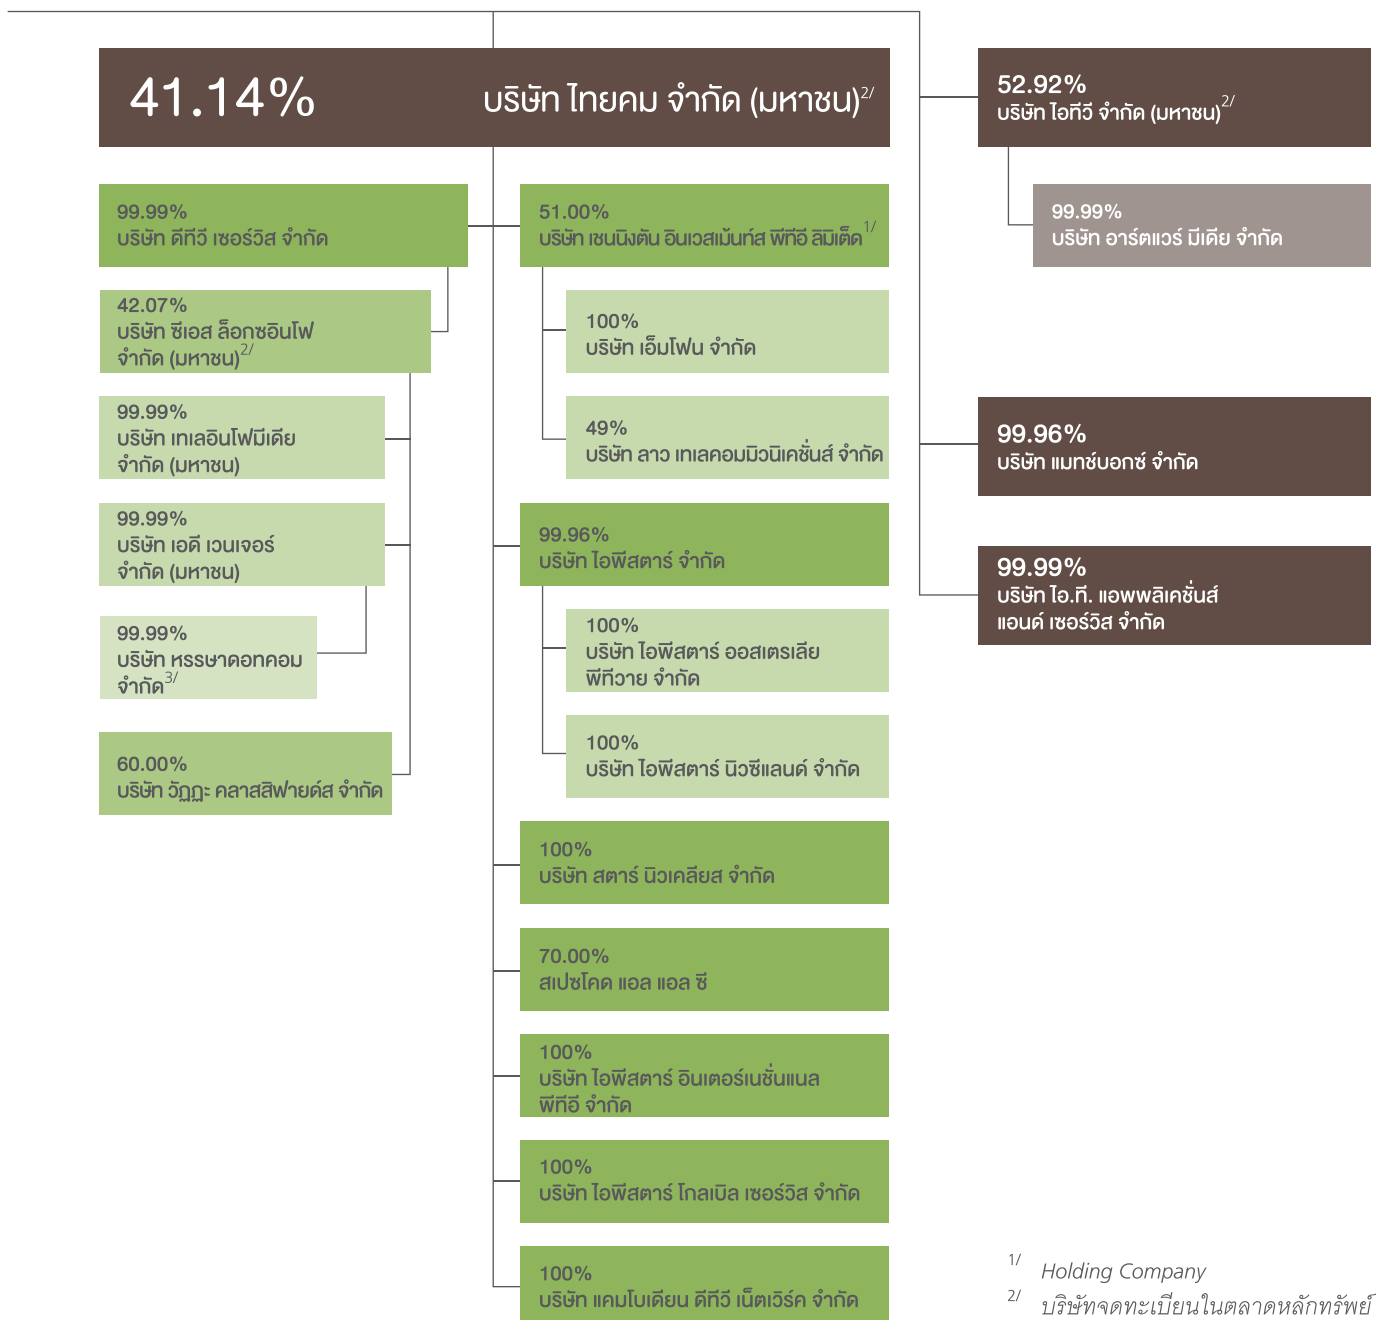 41.14%
บริษัท ไทยคม จำกัด (มหาชน)2/
99.99%
บริษัท ดีทีวี เซอร์วิส จำกัด
42.07%
บริษัท ซีเอส ล็อกซอินโฟ
จำกัด (มหาชน)2/
99.99%
บริษัท เทเลอินโฟมีเดีย
จำกัด (มหาชน)
99.99%
บริษัท เอดี เวนเจอร์
จำกัด (มหาชน)
99.99%
บริษัท หรรษาดอทคอม
จำกัด3/
60.00%
บริษัท วัฏฏะ คลาสสิฟายด์ส จำกัด
51.00%
บริษัท เชนนิงตัน อินเวสเม้นท์ส พีทีอี ลิมิเต็ด1/
100%
บริษัท เอ็มโฟน จำกัด
49%
บริษัท ลาว เทเลคอมมิวนิเคชั่นส์ จำกัด
99.96%
บริษัท ไอพีสตาร์ จำกัด
100%
บริษัท ไอพีสตาร์ ออสเตรเลีย
พีทีวาย จำกัด
100%
บริษัท ไอพีสตาร์ นิวซีแลนด์ จำกัด
100%
บริษัท สตาร์ นิวเคลียส จำกัด
70.00%
สเปซโคด แอล แอล ซี
100%
บริษัท ไอพีสตาร์ อินเตอร์เนชั่นแนล
พีทีอี จำกัด
100%
บริษัท ไอพีสตาร์ โกลเบิล เซอร์วิส จำกัด
100%
บริษัท แคมโบเดียน ดีทีวี เน็ตเวิร์ค จำกัด
52.92%
บริษัท ไอทีวี จำกัด (มหาชน)2/
99.99%
บริษัท อาร์ตแวร์ มีเดีย จำกัด
99.96%
บริษัท แมทช์บอกซ์ จำกัด
99.99%
บริษัท ไอ.ที. แอพพลิเคชั่นส์
แอนด์ เซอร์วิส จำกัด
1/ Holding Company
2/ บริษัทจดทะเบียนในตลาดหลักทรัพย์